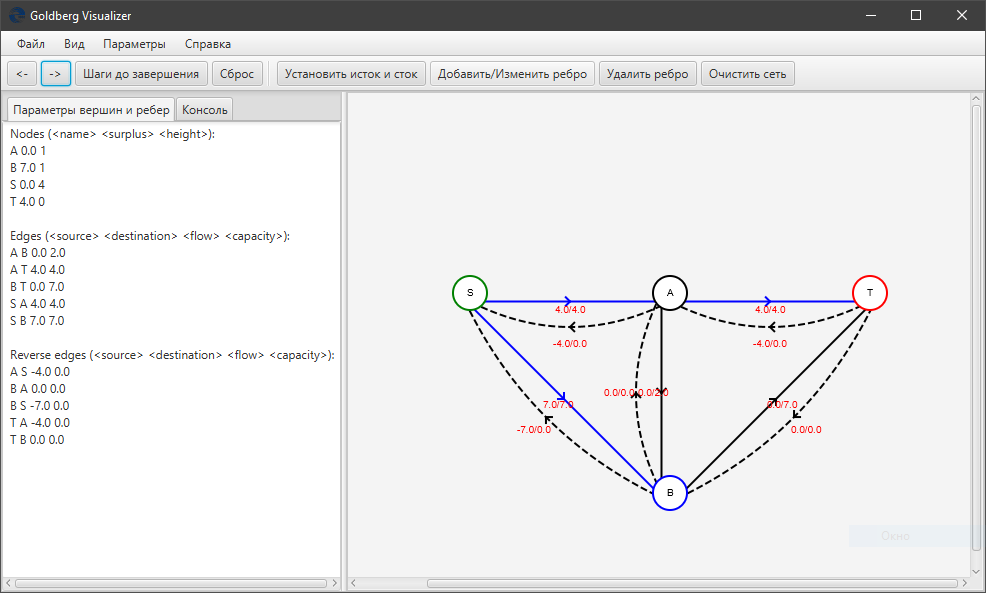 Goldberg Visualizer
Файл Вид Параметры Справка
<- -> Шаги до завершения Сброс Установить исток и сток Добавить/Изменить ребро Удалить ребро Очистить сеть
Параметры вершин и ребер Консоль
Nodes (<name> <surplus> <height>):
A 0.0 1
B 7.0 1
S 0.0 4
T 4.0 0
Edges (<source> <destination> <flow> <capacity>):
A B 0.0 2.0
A T 4.0 4.0
B T 0.0 7.0
S A 4.0 4.0
S B 7.0 7.0
Reverse edges (<source> <destination> <flow> <capacity>):
A S -4.0 0.0
B A 0.0 0.0
B S -7.0 0.0
T A -4.0 0.0
T B 0.0 0.0
S A T
4.0/4.0 4.0/4.0
-4.0/0.0 -4.0/0.0
0.0/0.0 0.0/2.0
7.0/7.0 0.0/7.0
-7.0/0.0 0.0/0.0
B
Окно